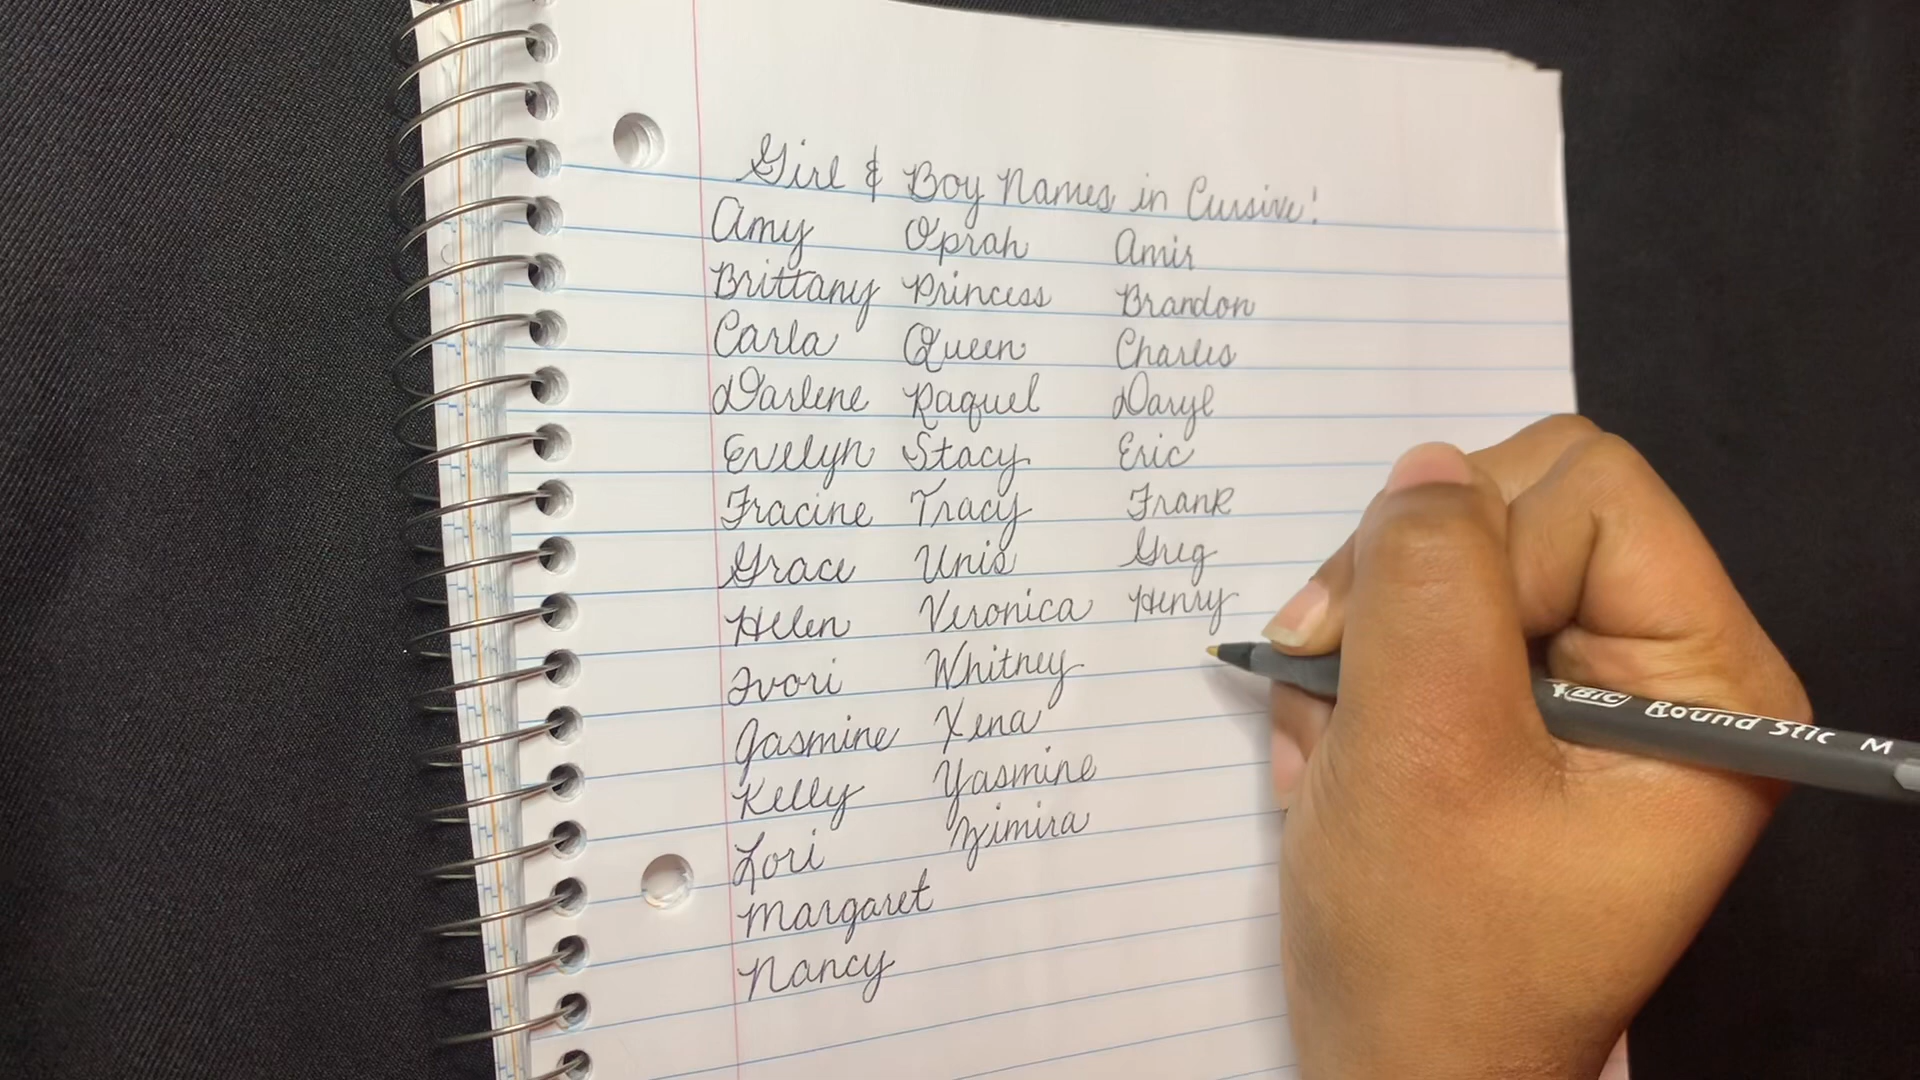 Girl & Boy Names in Cursive!
Amy Oprah Amir
Brittany Princess Brandon
Carla Queen Charles
Darlene Raquel Daryl
Evelyn Stacy Eric
Fracine Tracy Frank
Grace Unis Greg
Helen Veronica Henry
Ivori Whitney
Jasmine Xena
Kelly Yasmine
Lori Zimira
Margaret
Nancy
BIC Round Stic M